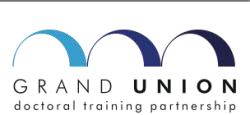 GRAND UNION
doctoral training partnership